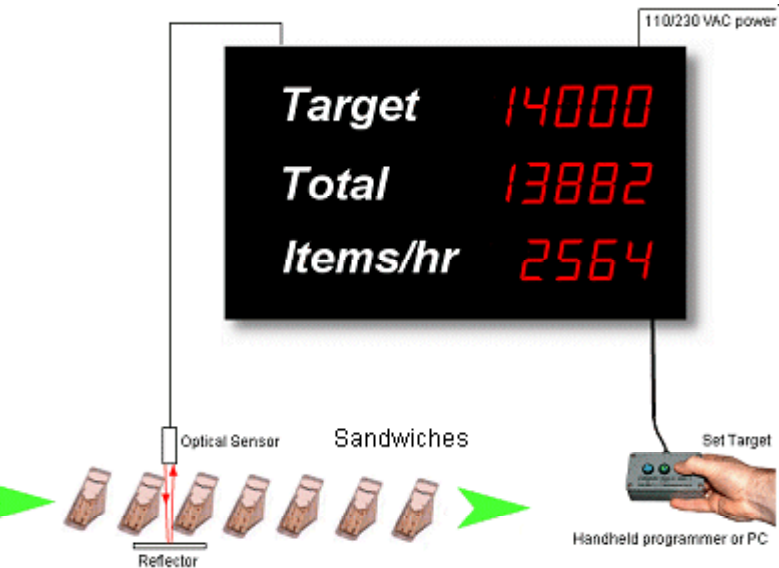 110/230 VAC power
Target 14000
Total 13882
Items/hr 2564
Optical Sensor
Sandwiches
Set Target
Handheld programmer or PC
Reflector